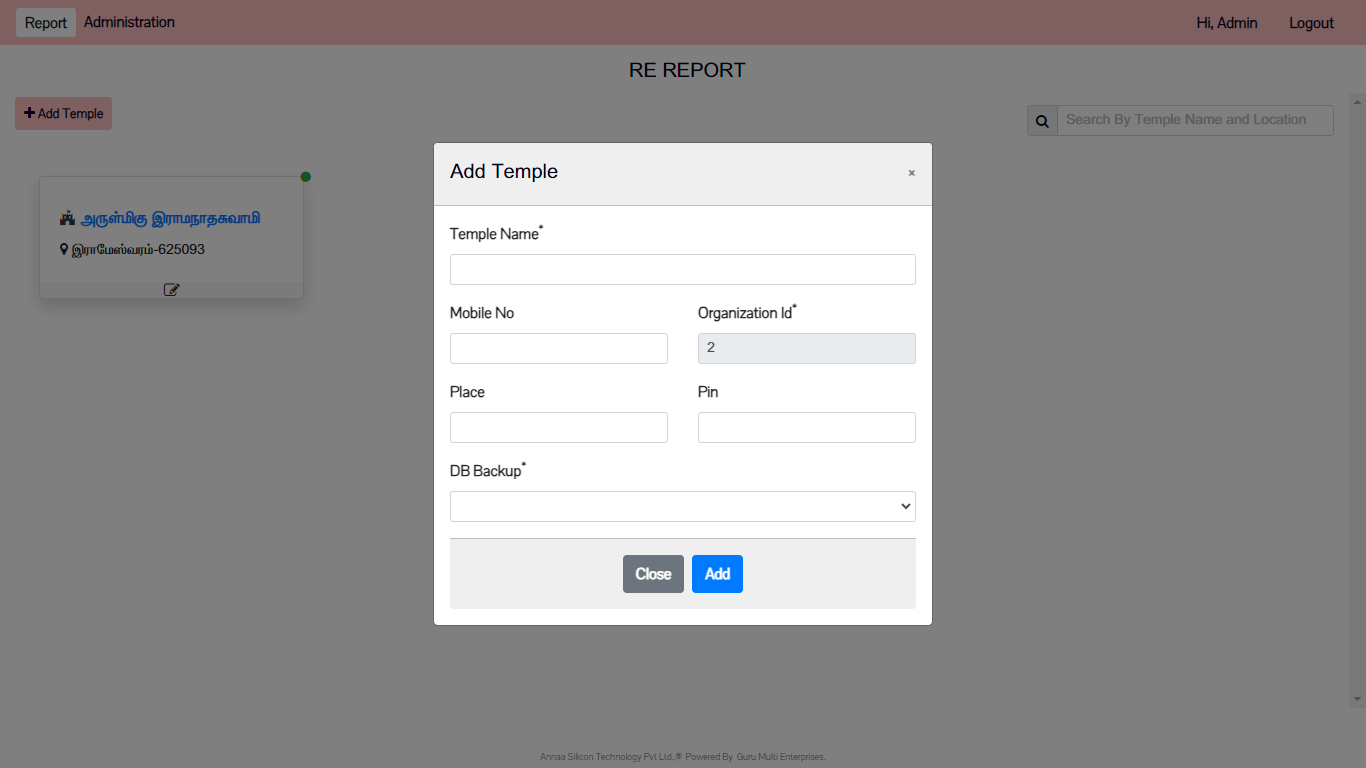 Report Administration Hi, Admin Logout
RE REPORT
Add Temple
Search By Temple Name and Location
அருள்மிகு இராமநாதசுவாமி
இராமேஸ்வரம்-625093
Add Temple ×
Temple Name*
Mobile No Organization Id*
2
Place Pin
DB Backup*
Close Add
Annaa Silicon Technology Pvt Ltd.,® Powered By Guru Multi Enterprises.